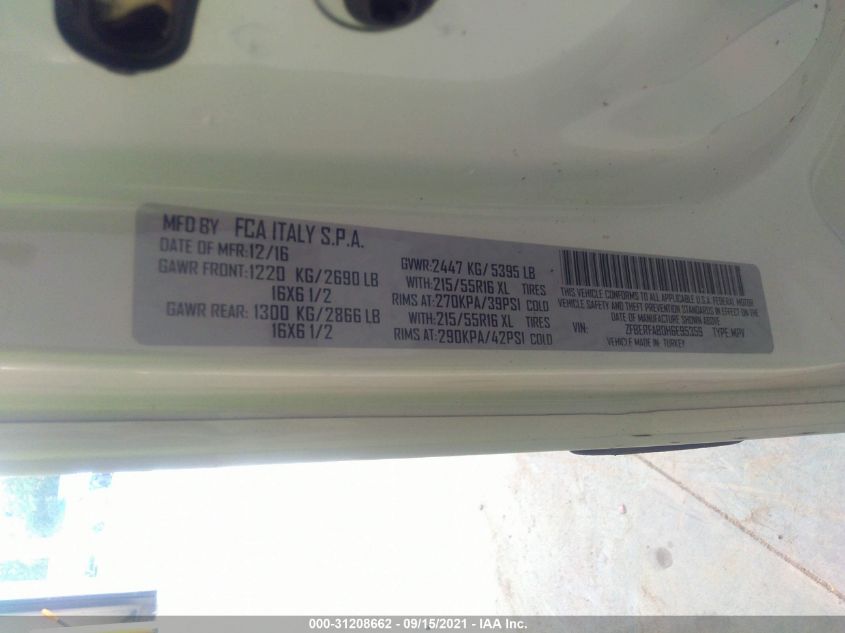 MFD BY FCA ITALY S.P.A.
DATE OF MFR:12/16 GVWR:2447 KG/5395 LB
GAWR FRONT:1220 KG/2690 LB WITH:215/55R16 XL TIRES
16X6 1/2 RIMS AT:270KPA/39PSI COLD
GAWR REAR: 1300 KG/2866 LB WITH:215/55R16 XL TIRES
16X6 1/2 RIMS AT:290KPA/42PSI COLD
THIS VEHICLE CONFORMS TO ALL APPLICABLE U.S.A. FEDERAL MOTOR
VEHICLE SAFETY AND THEFT PREVENTION STANDARDS IN EFFECT ON THE
DATE OF MANUFACTURE SHOWN ABOVE
VIN: ZFBERFAB0H6E95359 TYPE:MPV
VEHICLE MADE IN: TURKEY
000-31208662 - 09/15/2021 - IAA Inc.